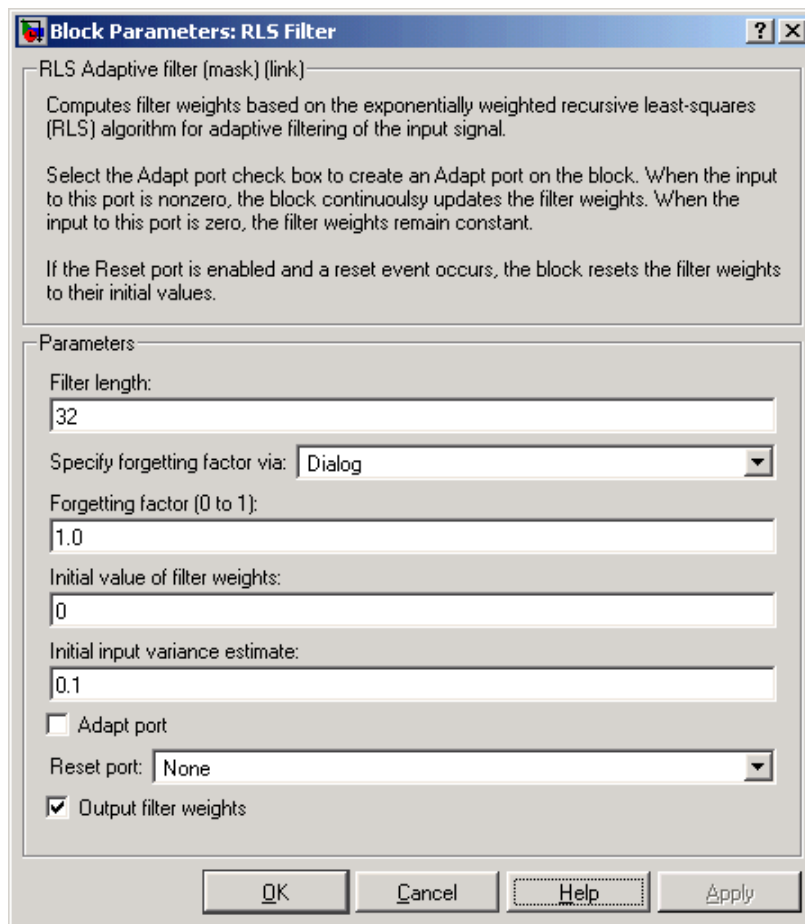 Block Parameters: RLS Filter
RLS Adaptive filter (mask) (link)
Computes filter weights based on the exponentially weighted recursive least-squares
(RLS) algorithm for adaptive filtering of the input signal.
Select the Adapt port check box to create an Adapt port on the block. When the input
to this port is nonzero, the block continuoulsy updates the filter weights. When the
input to this port is zero, the filter weights remain constant.
If the Reset port is enabled and a reset event occurs, the block resets the filter weights
to their initial values.
Parameters
Filter length:
32
Specify forgetting factor via: Dialog
Forgetting factor (0 to 1):
1.0
Initial value of filter weights:
0
Initial input variance estimate:
0.1
Adapt port
Reset port: None
Output filter weights
OK Cancel Help Apply